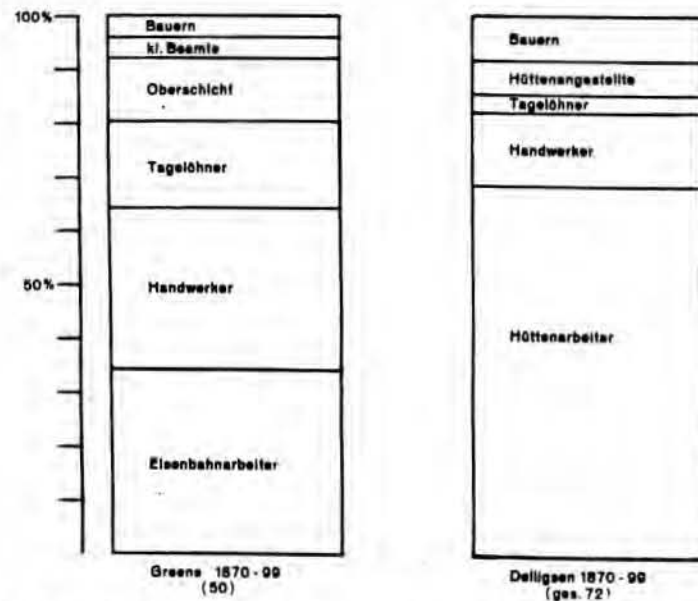 100%
50%
Bauern
kl. Beamte
Oberschicht
Tagelöhner
Handwerker
Eisenbahnarbeiter
Greene 1870-99
(50)
Bauern
Hüttenangestellte
Tagelöhner
Handwerker
Hüttenarbeiter
Delligsen 1870-99
(ges. 72)